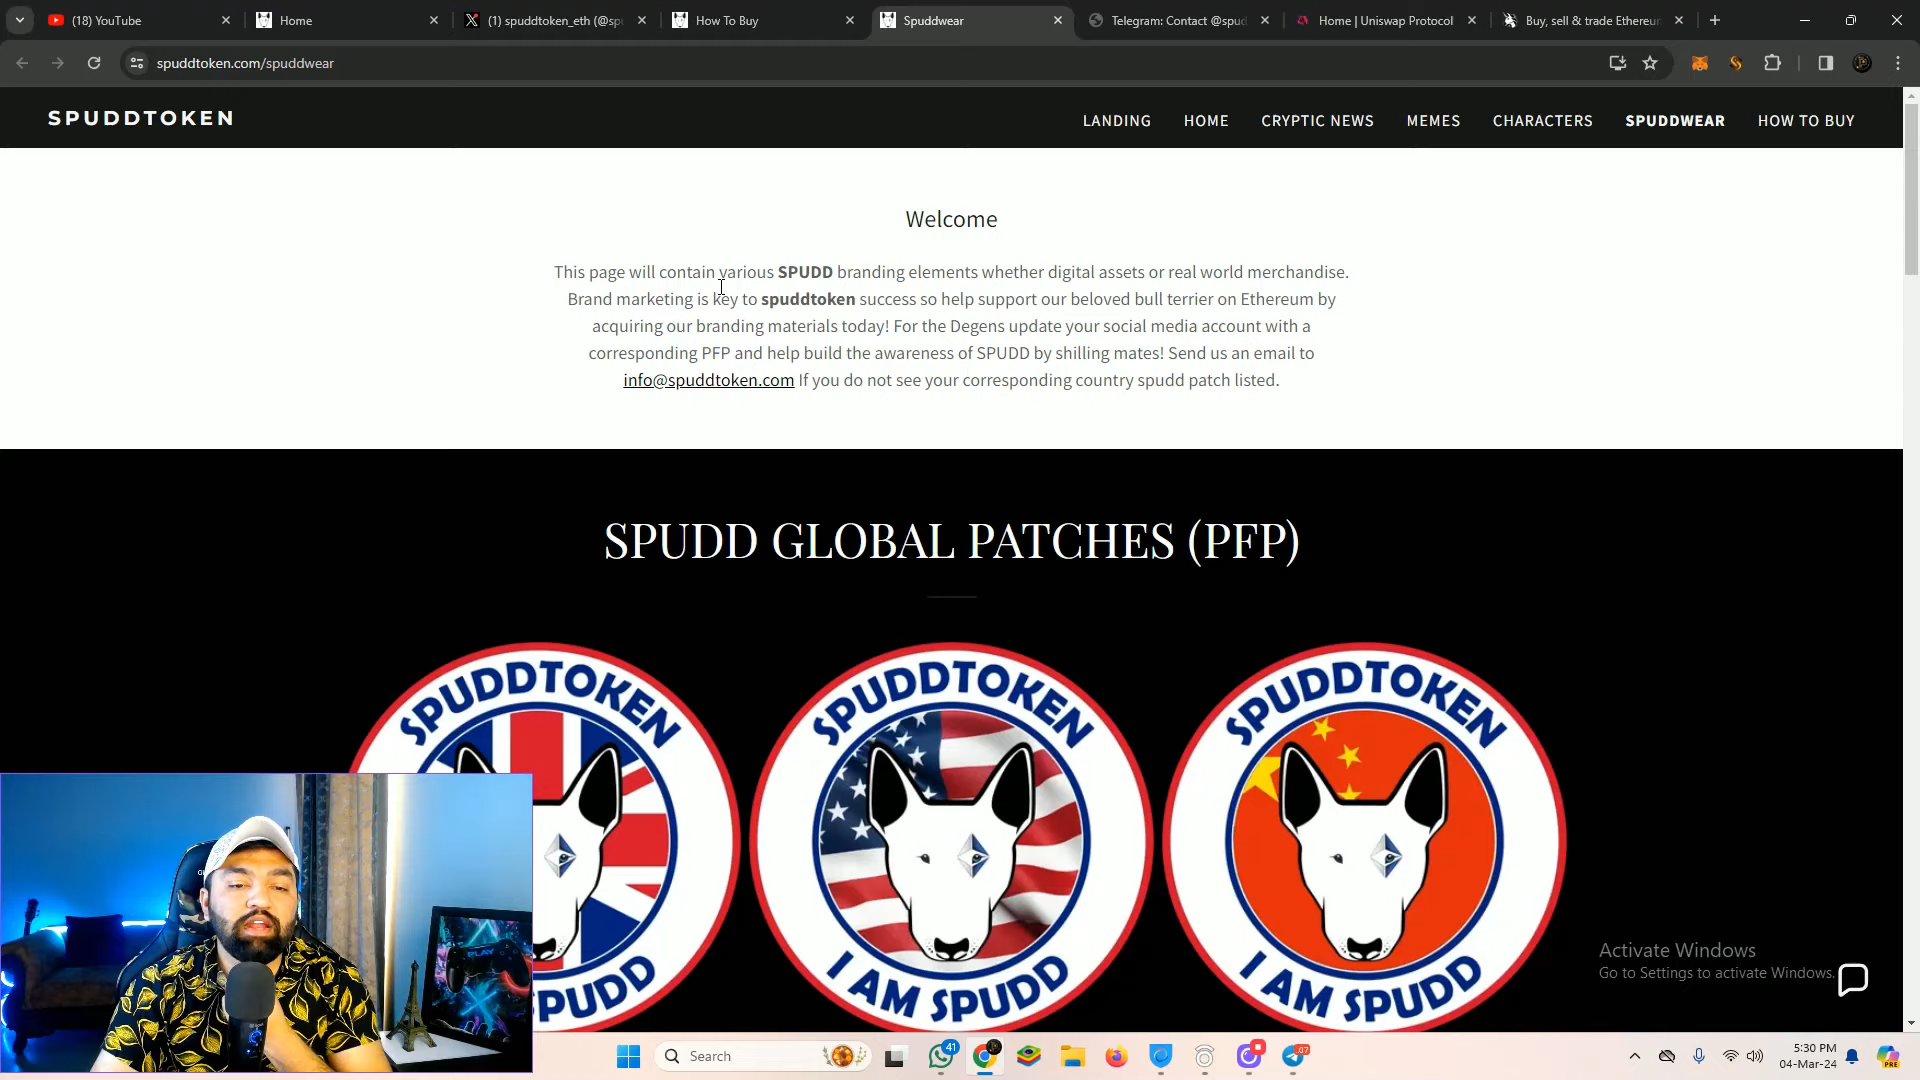 (18) YouTube
Home
(1) spuddtoken_eth (@sp
How To Buy
Spuddwear
Telegram: Contact @spud
Home | Uniswap Protocol
Buy, sell & trade Ethereu
spuddtoken.com/spuddwear
SPUDDTOKEN
LANDING HOME CRYPTIC NEWS MEMES CHARACTERS SPUDDWEAR HOW TO BUY
Welcome
This page will contain various SPUDD branding elements whether digital assets or real world merchandise.
Brand marketing is key to spuddtoken success so help support our beloved bull terrier on Ethereum by
acquiring our branding materials today! For the Degens update your social media account with a
corresponding PFP and help build the awareness of SPUDD by shilling mates! Send us an email to
info@spuddtoken.com If you do not see your corresponding country spudd patch listed.
SPUDD GLOBAL PATCHES (PFP)
SPUDDTOKEN
SPUDD
SPUDDTOKEN
I AM SPUDD
SPUDDTOKEN
I AM SPUDD
PLAY
Activate Windows
Go to Settings to activate Windows.
Search
41
07
5:30 PM
04-Mar-24
PRE